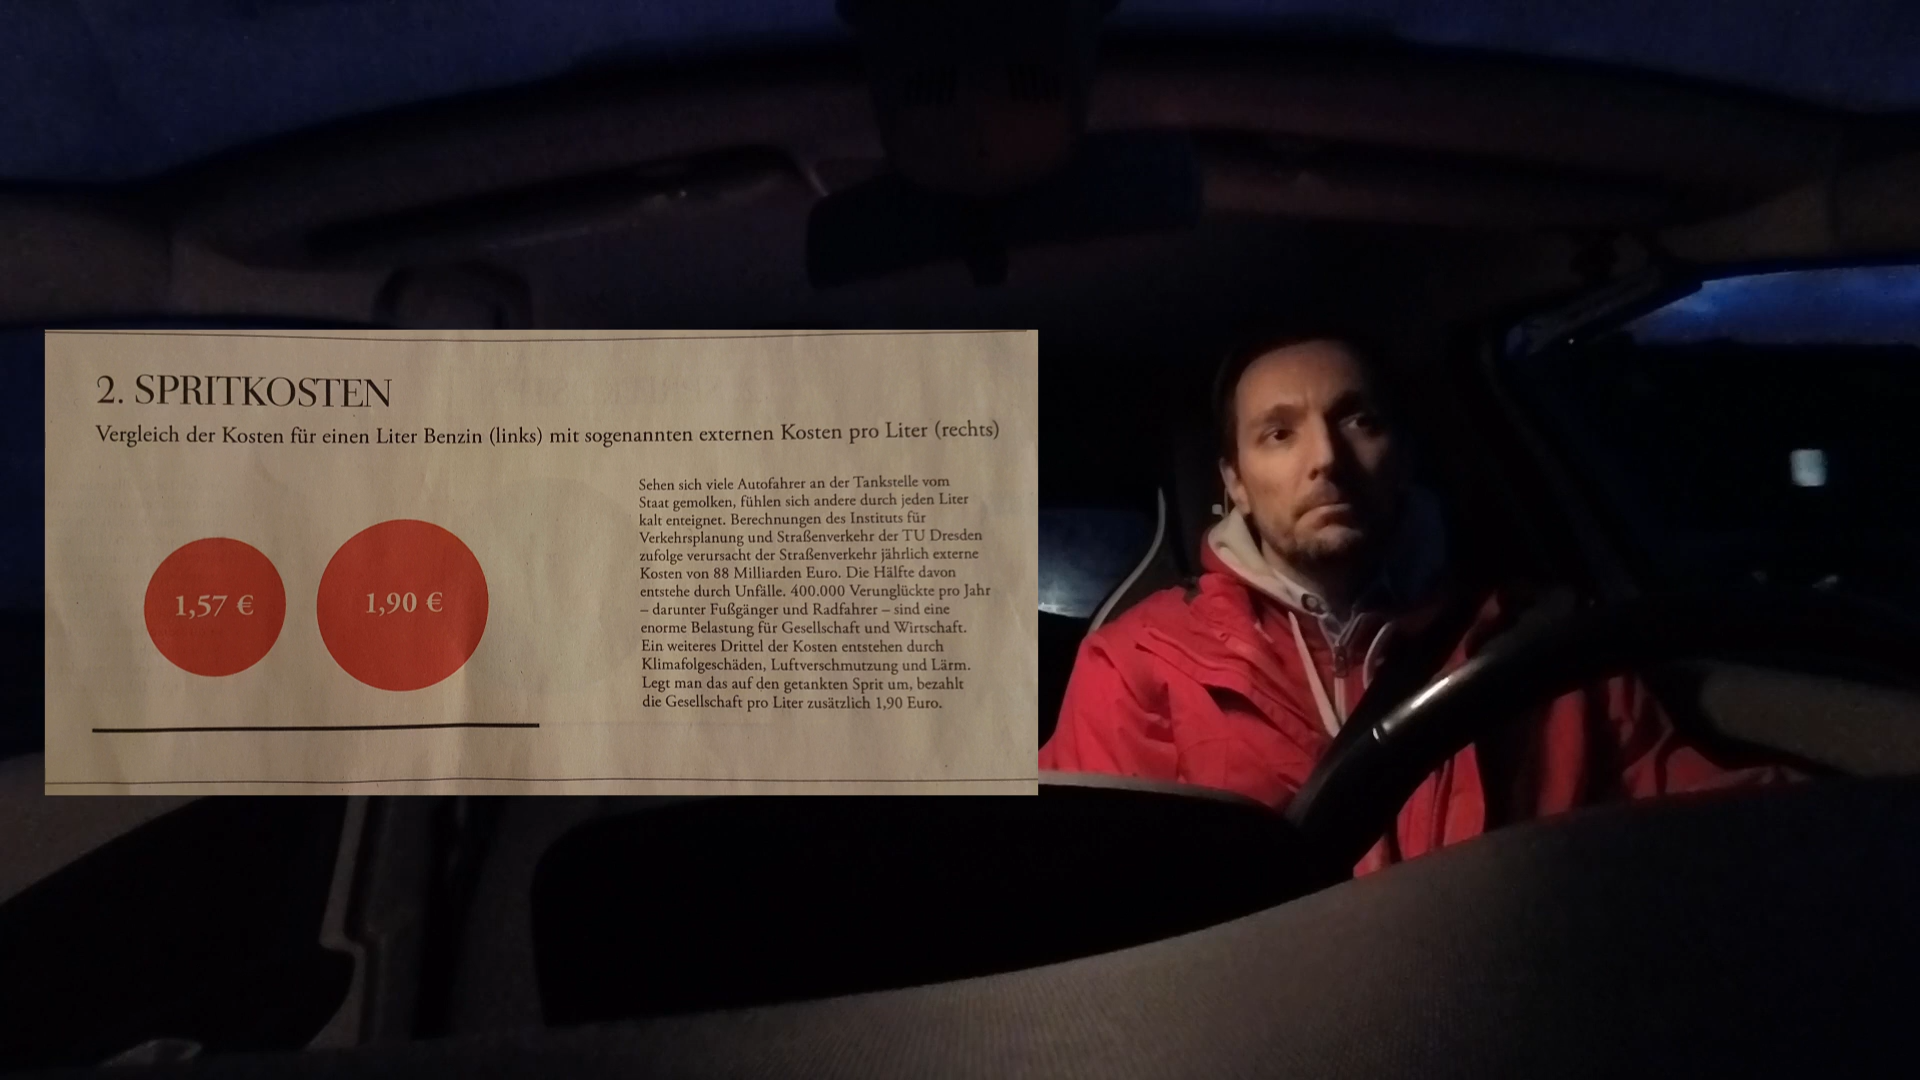 2. SPRITKOSTEN
Vergleich der Kosten für einen Liter Benzin (links) mit sogenannten externen Kosten pro Liter (rechts)
1,57 €
1,90 €
Sehen sich viele Autofahrer an der Tankstelle vom
Staat gemolken, fühlen sich andere durch jeden Liter
kalt enteignet. Berechnungen des Instituts für
Verkehrsplanung und Straßenverkehr der TU Dresden
zufolge verursacht der Straßenverkehr jährlich externe
Kosten von 88 Milliarden Euro. Die Hälfte davon
entstehe durch Unfälle. 400.000 Verunglückte pro Jahr
– darunter Fußgänger und Radfahrer – sind eine
enorme Belastung für Gesellschaft und Wirtschaft.
Ein weiteres Drittel der Kosten entstehen durch
Klimafolgeschäden, Luftverschmutzung und Lärm.
Legt man das auf den getankten Sprit um, bezahlt
die Gesellschaft pro Liter zusätzlich 1,90 Euro.